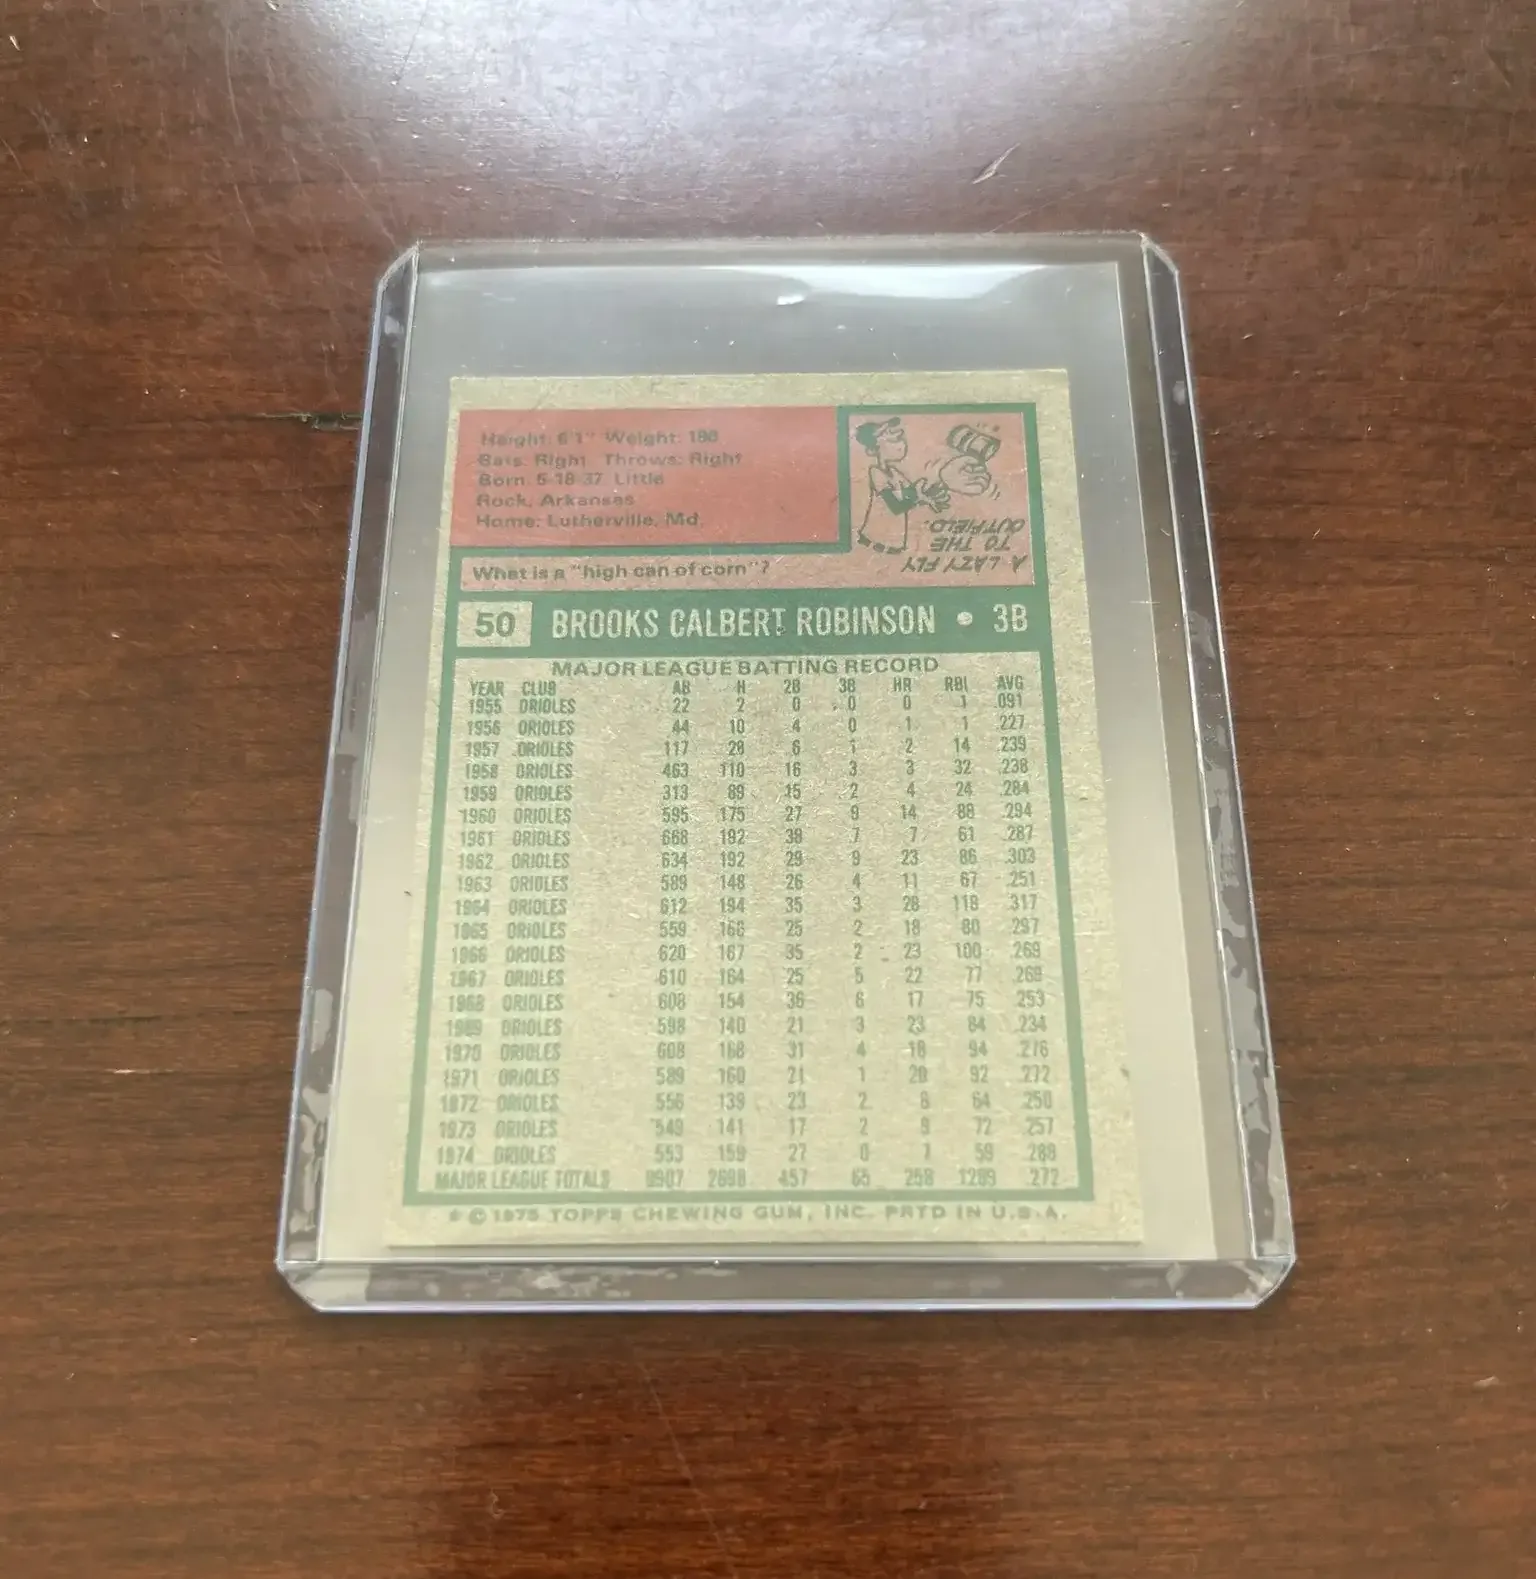 Height: 6'1" Weight: 190
Bats: Right Throws: Right
Born: 5-18-37, Little
Rock, Arkansas
Home: Lutherville, Md.
A LAZY FLY
TO THE
OUTFIELD.
What is a "high can of corn"?
50 BROOKS CALBERT ROBINSON • 3B
MAJOR LEAGUE BATTING RECORD
YEAR CLUB AB H 2B 3B HR RBI AVG
1955 ORIOLES 22 2 0 0 0 1 .091
1956 ORIOLES 44 10 4 0 1 1 .227
1957 ORIOLES 117 28 6 1 2 14 .239
1958 ORIOLES 463 110 16 3 3 32 .238
1959 ORIOLES 313 89 15 2 4 24 .284
1960 ORIOLES 595 175 27 9 14 88 .294
1961 ORIOLES 668 192 38 7 7 61 .287
1962 ORIOLES 634 192 29 9 23 86 .303
1963 ORIOLES 589 148 26 4 11 67 .251
1964 ORIOLES 612 194 35 3 28 118 .317
1965 ORIOLES 559 166 25 2 18 80 .297
1966 ORIOLES 620 167 35 2 23 100 .269
1967 ORIOLES 610 164 25 5 22 77 .269
1968 ORIOLES 608 154 36 6 17 75 .253
1969 ORIOLES 598 140 21 3 23 84 .234
1970 ORIOLES 608 168 31 4 18 94 .276
1971 ORIOLES 589 160 21 1 20 92 .272
1972 ORIOLES 556 139 23 2 8 64 .250
1973 ORIOLES 549 141 17 2 9 72 .257
1974 ORIOLES 553 159 27 0 7 59 .288
MAJOR LEAGUE TOTALS 9907 2698 457 65 258 1289 .272
© 1975 TOPPS CHEWING GUM, INC. PRTD IN U.S.A.